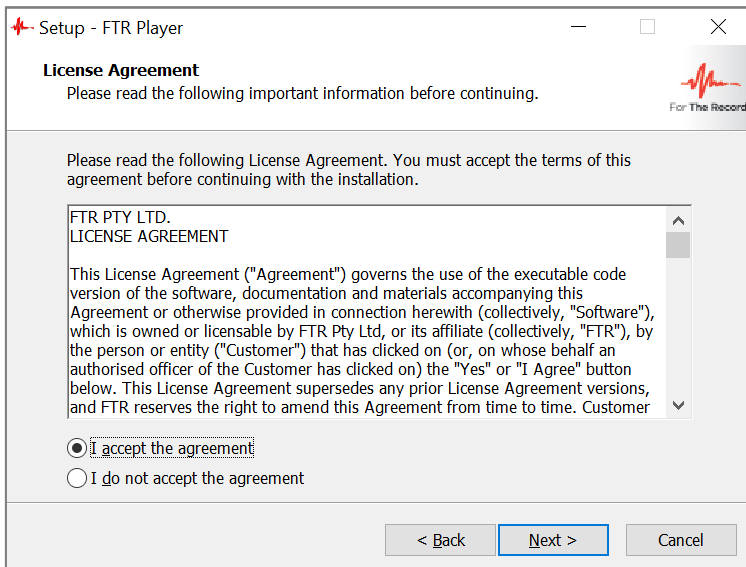 Setup - FTR Player
License Agreement
Please read the following important information before continuing.
For The Record
Please read the following License Agreement. You must accept the terms of this
agreement before continuing with the installation.
FTR PTY LTD.
LICENSE AGREEMENT
This License Agreement ("Agreement") governs the use of the executable code
version of the software, documentation and materials accompanying this
Agreement or otherwise provided in connection herewith (collectively, "Software"),
which is owned or licensable by FTR Pty Ltd, or its affiliate (collectively, "FTR"), by
the person or entity ("Customer") that has clicked on (or, on whose behalf an
authorised officer of the Customer has clicked on) the "Yes" or "I Agree" button
below. This License Agreement supersedes any prior License Agreement versions,
and FTR reserves the right to amend this Agreement from time to time. Customer
I accept the agreement
I do not accept the agreement
< Back
Next >
Cancel